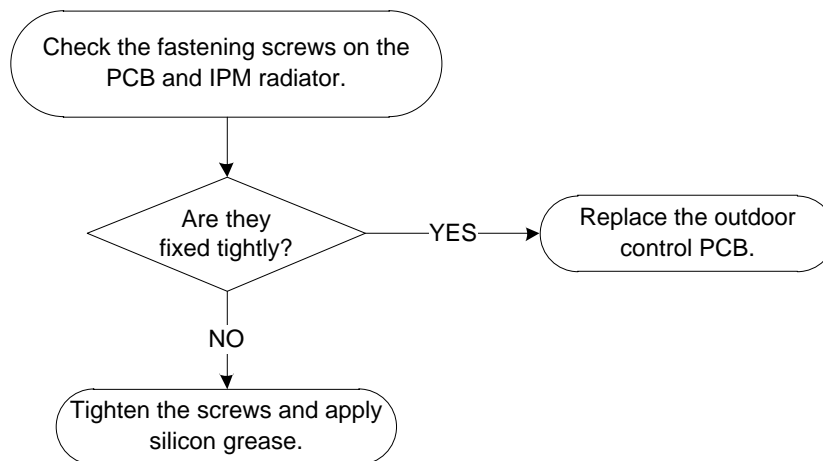 Check the fastening screws on the
PCB and IPM radiator.
Are they
fixed tightly?
YES
Replace the outdoor
control PCB.
NO
Tighten the screws and apply
silicon grease.